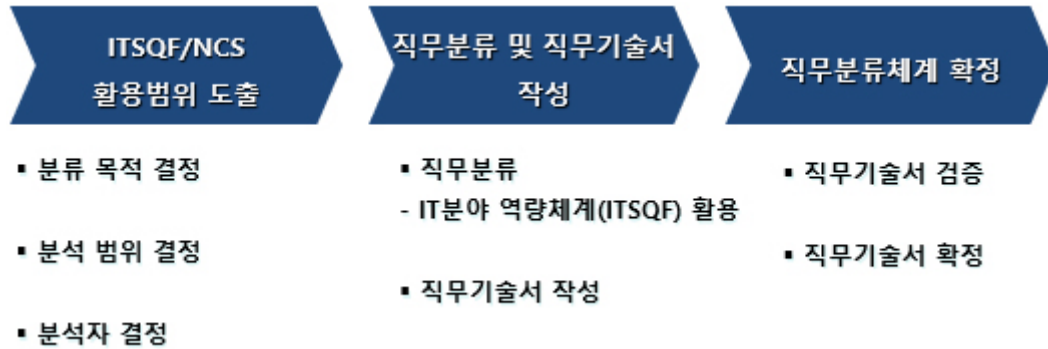 ITSQF/NCS
활용범위 도출
▪ 분류 목적 결정
▪ 분석 범위 결정
▪ 분석자 결정
직무분류 및 직무기술서
작성
▪ 직무분류
- IT분야 역량체계(ITSQF) 활용
▪ 직무기술서 작성
직무분류체계 확정
▪ 직무기술서 검증
▪ 직무기술서 확정